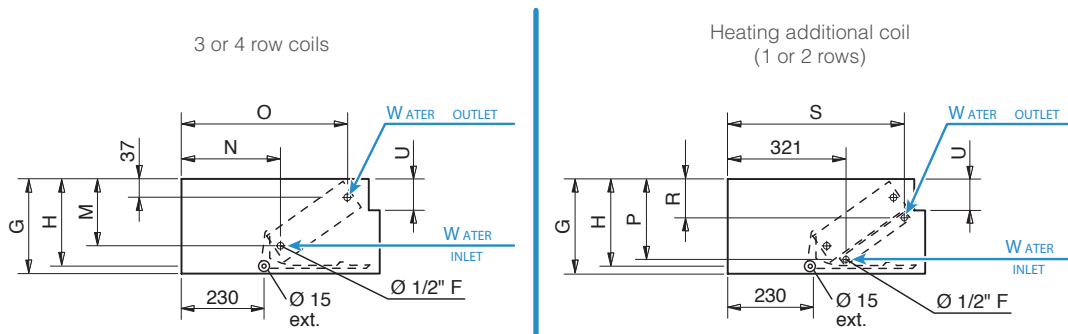 3 or 4 row coils
O
WATER OUTLET
N
37
U
G
H
M
WATER
INLET
230
Ø 15
ext.
Ø 1/2" F
Heating additional coil
(1 or 2 rows)
S
WATER OUTLET
321
U
G
H
P
R
WATER
INLET
230
Ø 15
ext.
Ø 1/2" F